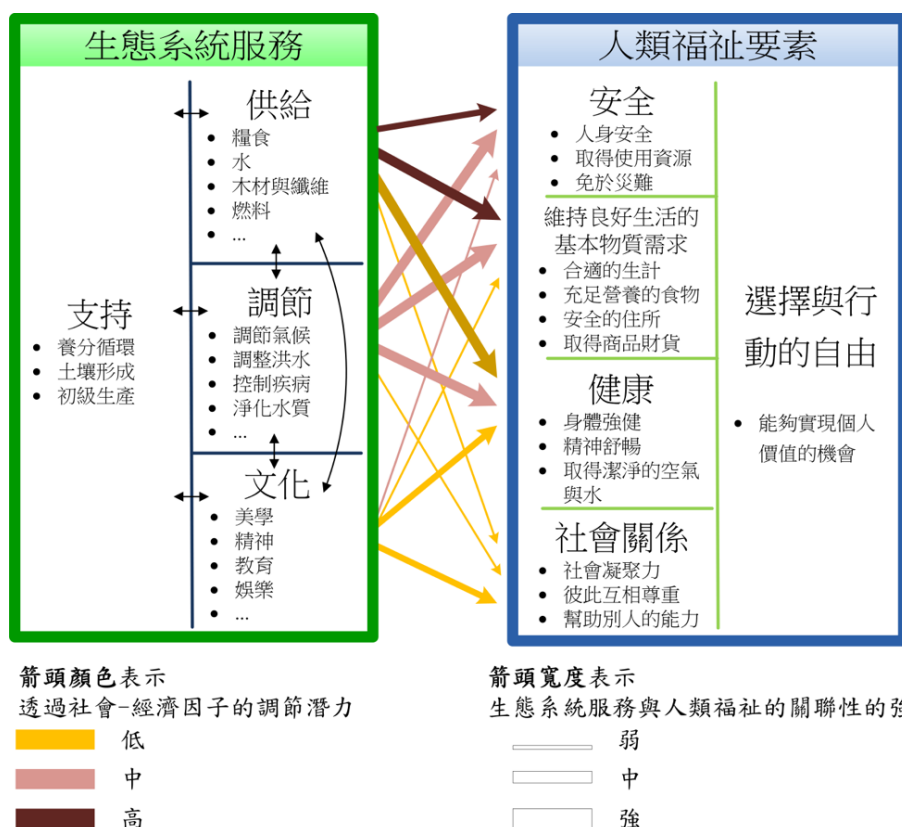 生態系統服務
支持
養分循環
土壤形成
初級生產
供給
糧食
水
木材與纖維
燃料
...
調節
調節氣候
調整洪水
控制疾病
淨化水質
...
文化
美學
精神
教育
娛樂
...
人類福祉要素
安全
人身安全
取得使用資源
免於災難
維持良好生活的
基本物質需求
合適的生計
充足營養的食物
安全的住所
取得商品財貨
健康
身體強健
精神舒暢
取得潔淨的空氣
與水
社會關係
社會凝聚力
彼此互相尊重
幫助別人的能力
選擇與行
動的自由
能夠實現個人
價值的機會
箭頭顏色表示
透過社會-經濟因子的調節潛力
低
中
高
箭頭寬度表示
生態系統服務與人類福祉的關聯性的強
弱
中
強